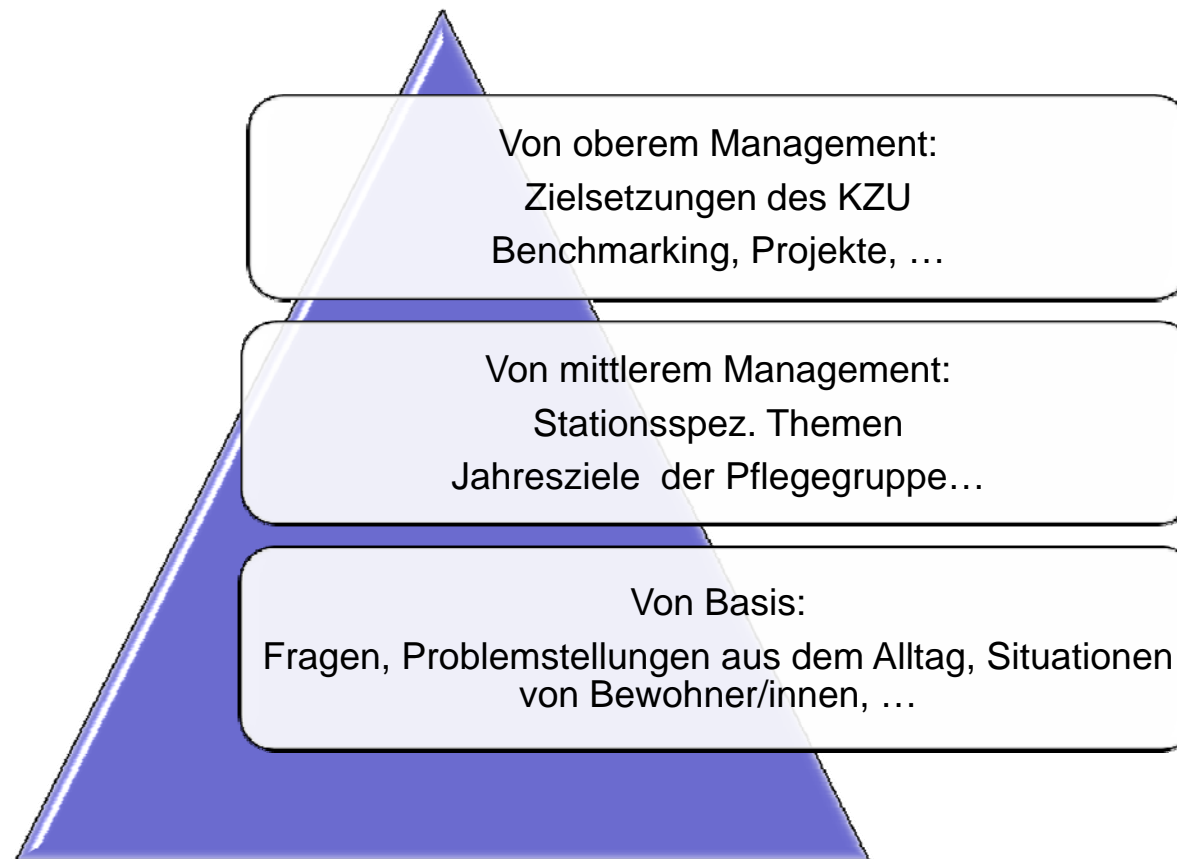 Von oberem Management:
Zielsetzungen des KZU
Benchmarking, Projekte, …
Von mittlerem Management:
Stationsspez. Themen
Jahresziele  der Pflegegruppe…
Von Basis:
Fragen, Problemstellungen aus dem Alltag, Situationen
von Bewohner/innen, …